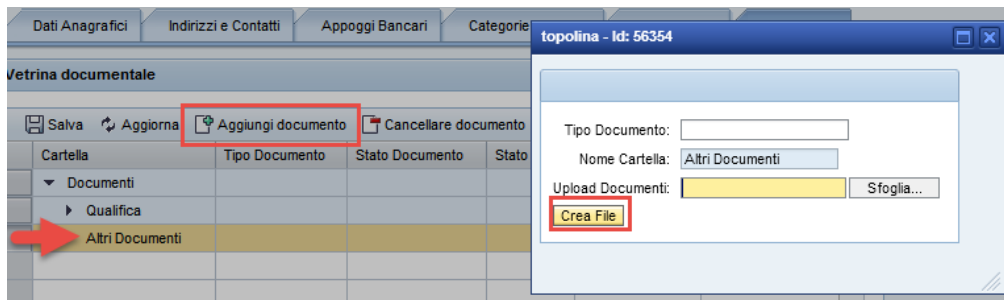 Dati Anagrafici Indirizzi e Contatti Appoggi Bancari Categorie
Vetrina documentale
Salva Aggiorna Aggiungi documento Cancellare documento
Cartella Tipo Documento Stato Documento Stato
Documenti
Qualifica
Altri Documenti
topolina - Id: 56354
Tipo Documento:
Nome Cartella: Altri Documenti
Upload Documenti: Sfoglia...
Crea File